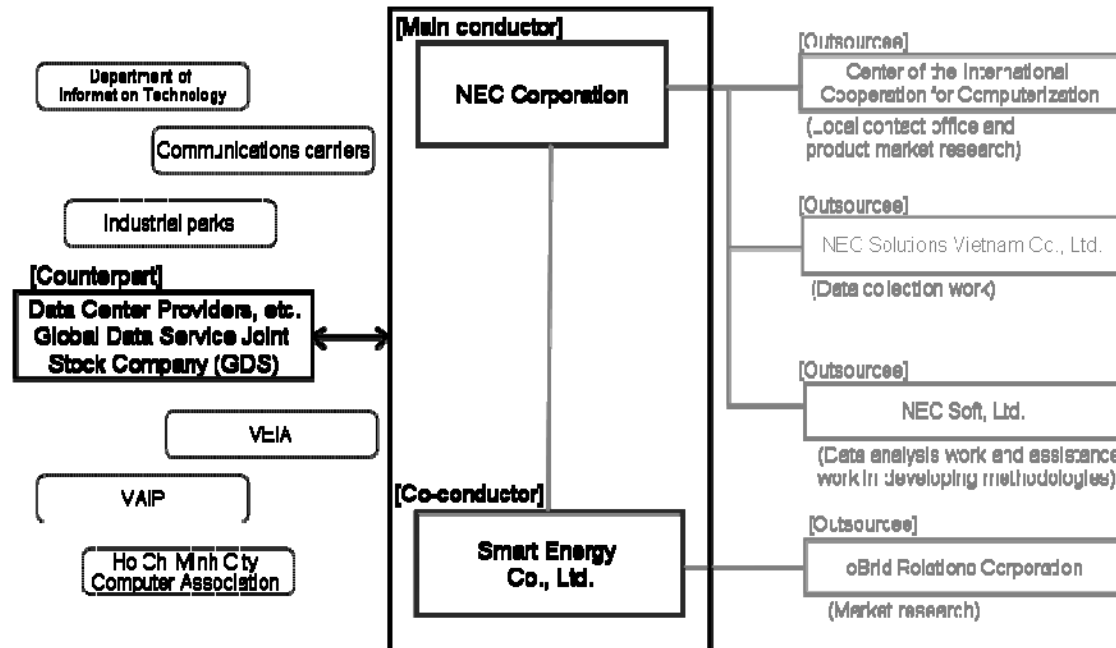 [Main conductor]
NEC Corporation
Department of
Information Technology
Communications carriers
Industrial parks
[Counterpart]
Data Center Providers, etc.
Global Data Service Joint
Stock Company (GDS)
VEIA
VAIP
Ho Chi Minh City
Computer Association
[Co-conductor]
Smart Energy
Co., Ltd.
[Outsourcee]
Center of the International
Cooperation for Computerization
(Local contact office and
product market research)
[Outsourcee]
NEC Solutions Vietnam Co., Ltd.
(Data collection work)
[Outsourcee]
NEC Soft, Ltd.
(Data analysis work and assistance
work in developing methodologies)
[Outsourcee]
Relations Corporation
(Market research)